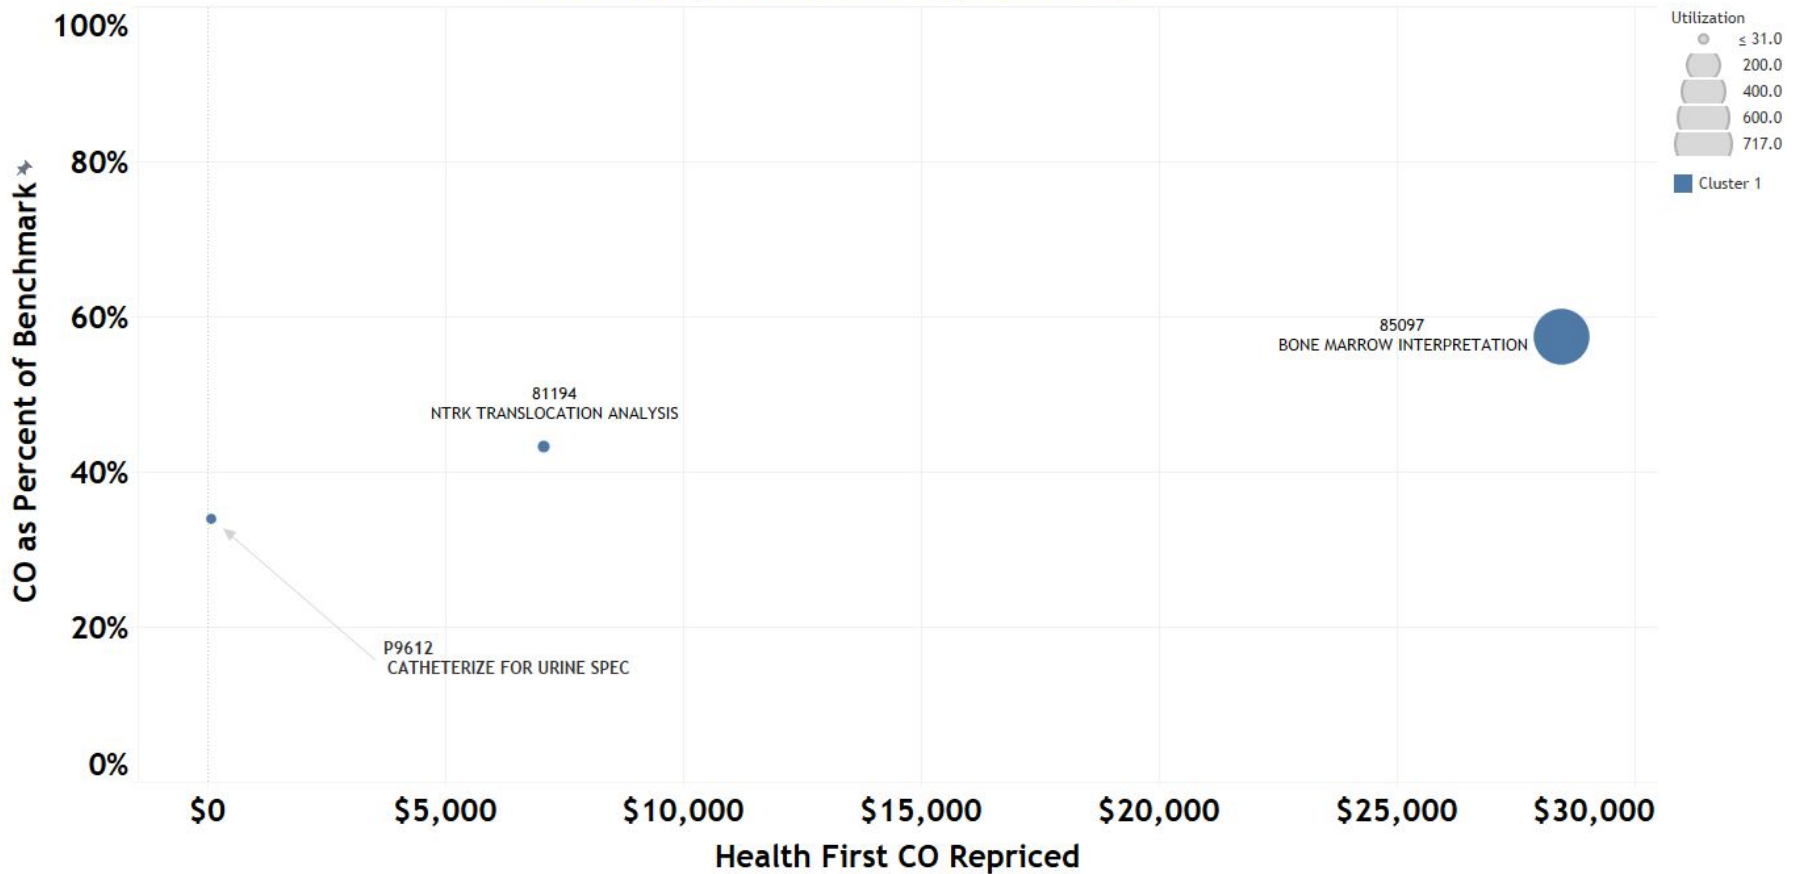 100%
80%
60%
40%
20%
0%
CO as Percent of Benchmark
85097
BONE MARROW INTERPRETATION
81194
NTRK TRANSLOCATION ANALYSIS
P9612
CATHETERIZE FOR URINE SPEC
$0 $5,000 $10,000 $15,000 $20,000 $25,000 $30,000
Health First CO Repriced
Utilization
≤ 31.0
200.0
400.0
600.0
717.0
Cluster 1